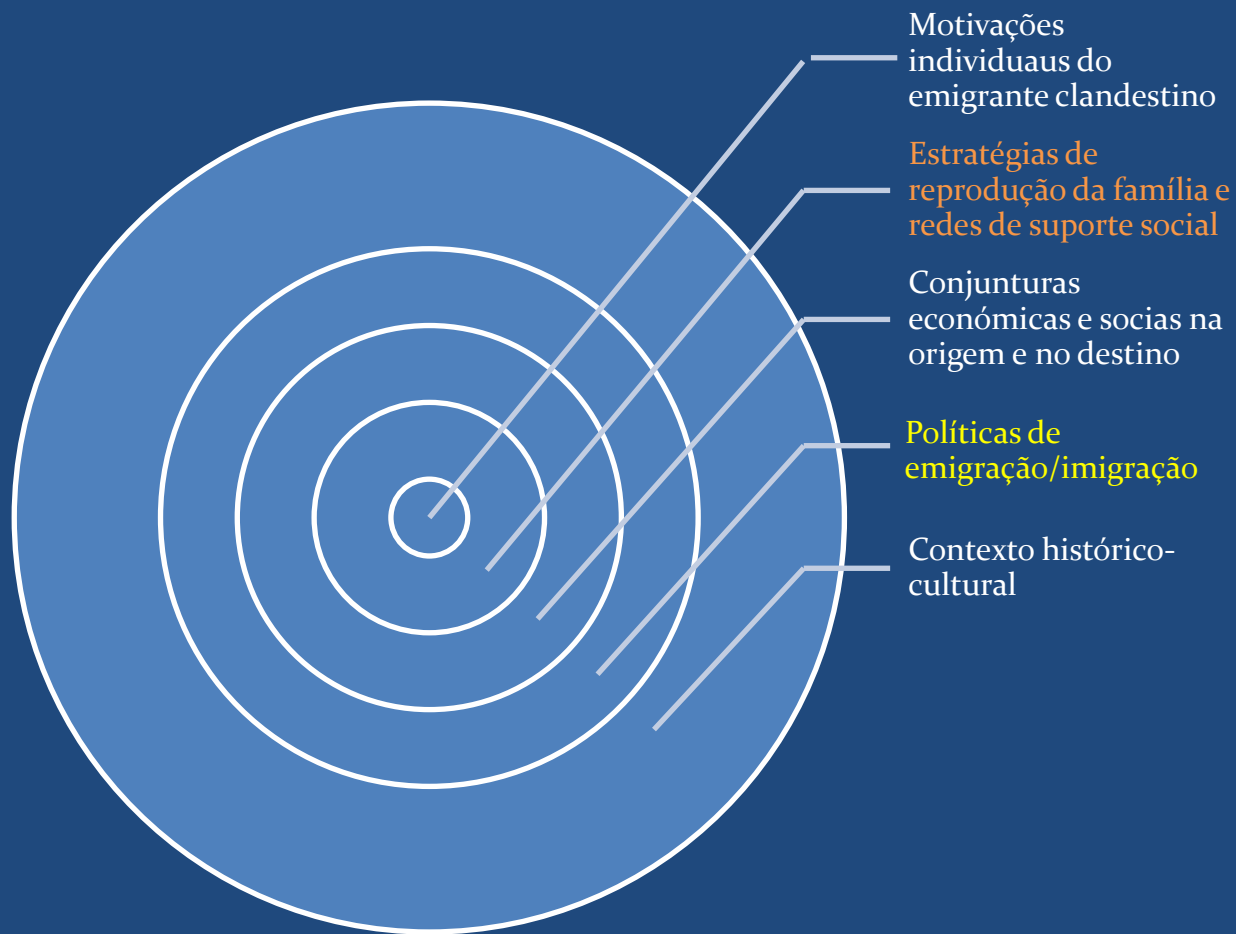 Motivações
individuaus do
emigrante clandestino
Estratégias de
reprodução da família e
redes de suporte social
Conjunturas
económicas e socias na
origem e no destino
Políticas de
emigração/imigração
Contexto histórico-
cultural